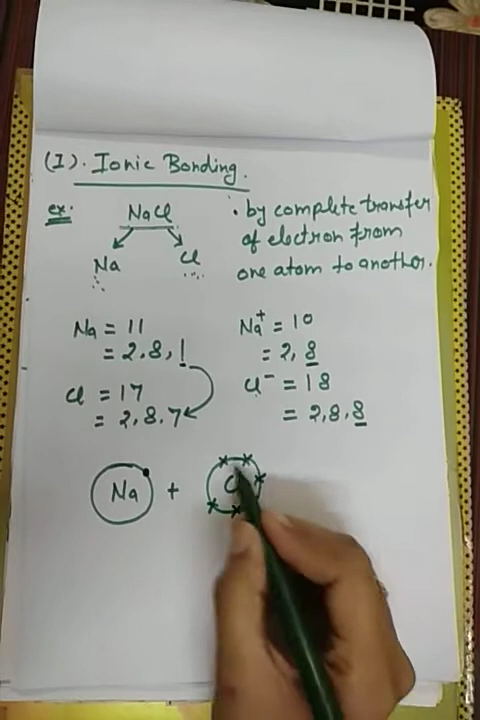 (I). Ionic Bonding.
ex:
NaCl
Na
Cl
• by complete transfer
of electron from
one atom to another.
Na = 11
= 2,8,1
Cl = 17
= 2,8,7
Na⁺ = 10
= 2,8
Cl⁻ = 18
= 2,8,8
Na +